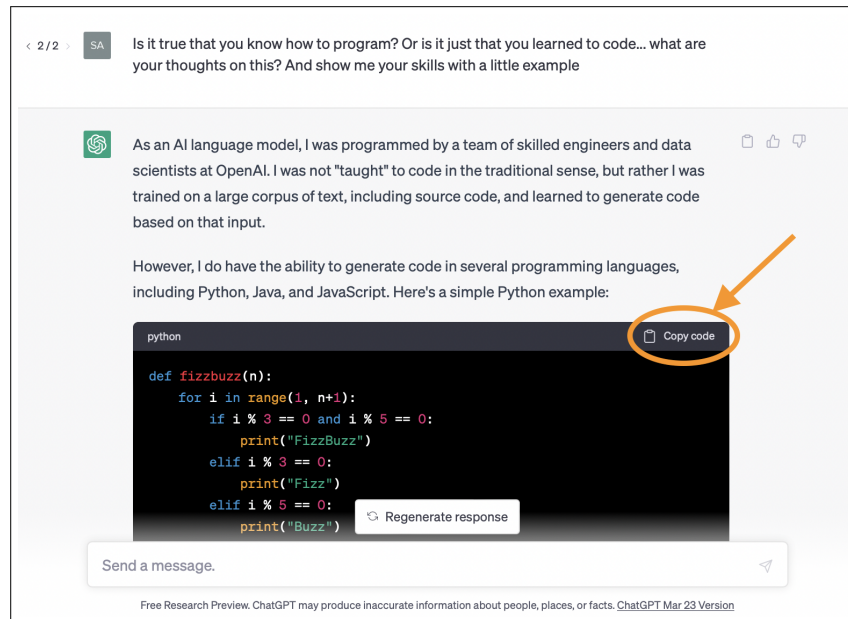 < 2/2 >
SA
Is it true that you know how to program? Or is it just that you learned to code... what are
your thoughts on this? And show me your skills with a little example
As an AI language model, I was programmed by a team of skilled engineers and data
scientists at OpenAI. I was not "taught" to code in the traditional sense, but rather I was
trained on a large corpus of text, including source code, and learned to generate code
based on that input.
However, I do have the ability to generate code in several programming languages,
including Python, Java, and JavaScript. Here's a simple Python example:
python
Copy code
def fizzbuzz(n):
    for i in range(1, n+1):
        if i % 3 == 0 and i % 5 == 0:
            print("FizzBuzz")
        elif i % 3 == 0:
            print("Fizz")
        elif i % 5 == 0:
            print("Buzz")
Regenerate response
Send a message.
Free Research Preview. ChatGPT may produce inaccurate information about people, places, or facts. ChatGPT Mar 23 Version